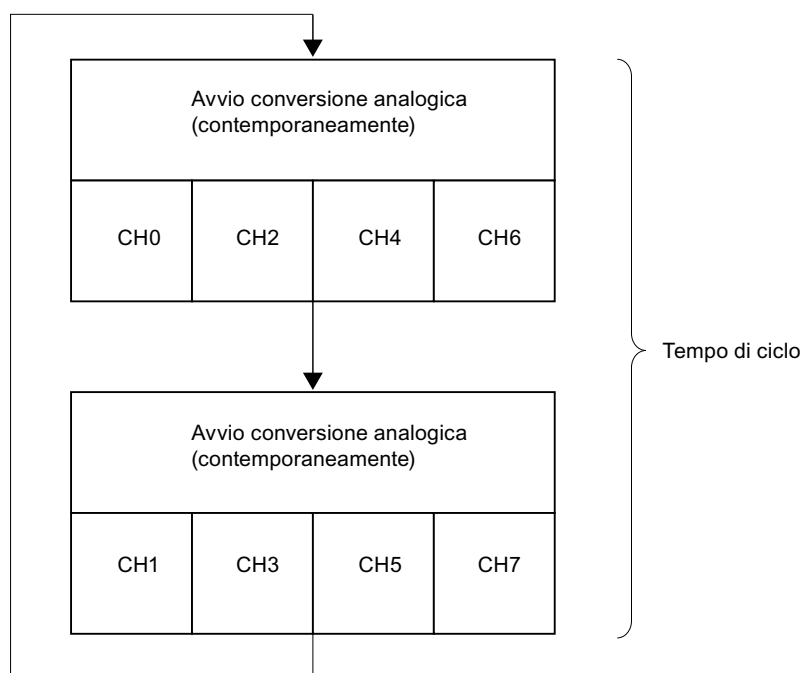 Avvio conversione analogica
(contemporaneamente)
CH0 CH2 CH4 CH6
Tempo di ciclo
Avvio conversione analogica
(contemporaneamente)
CH1 CH3 CH5 CH7